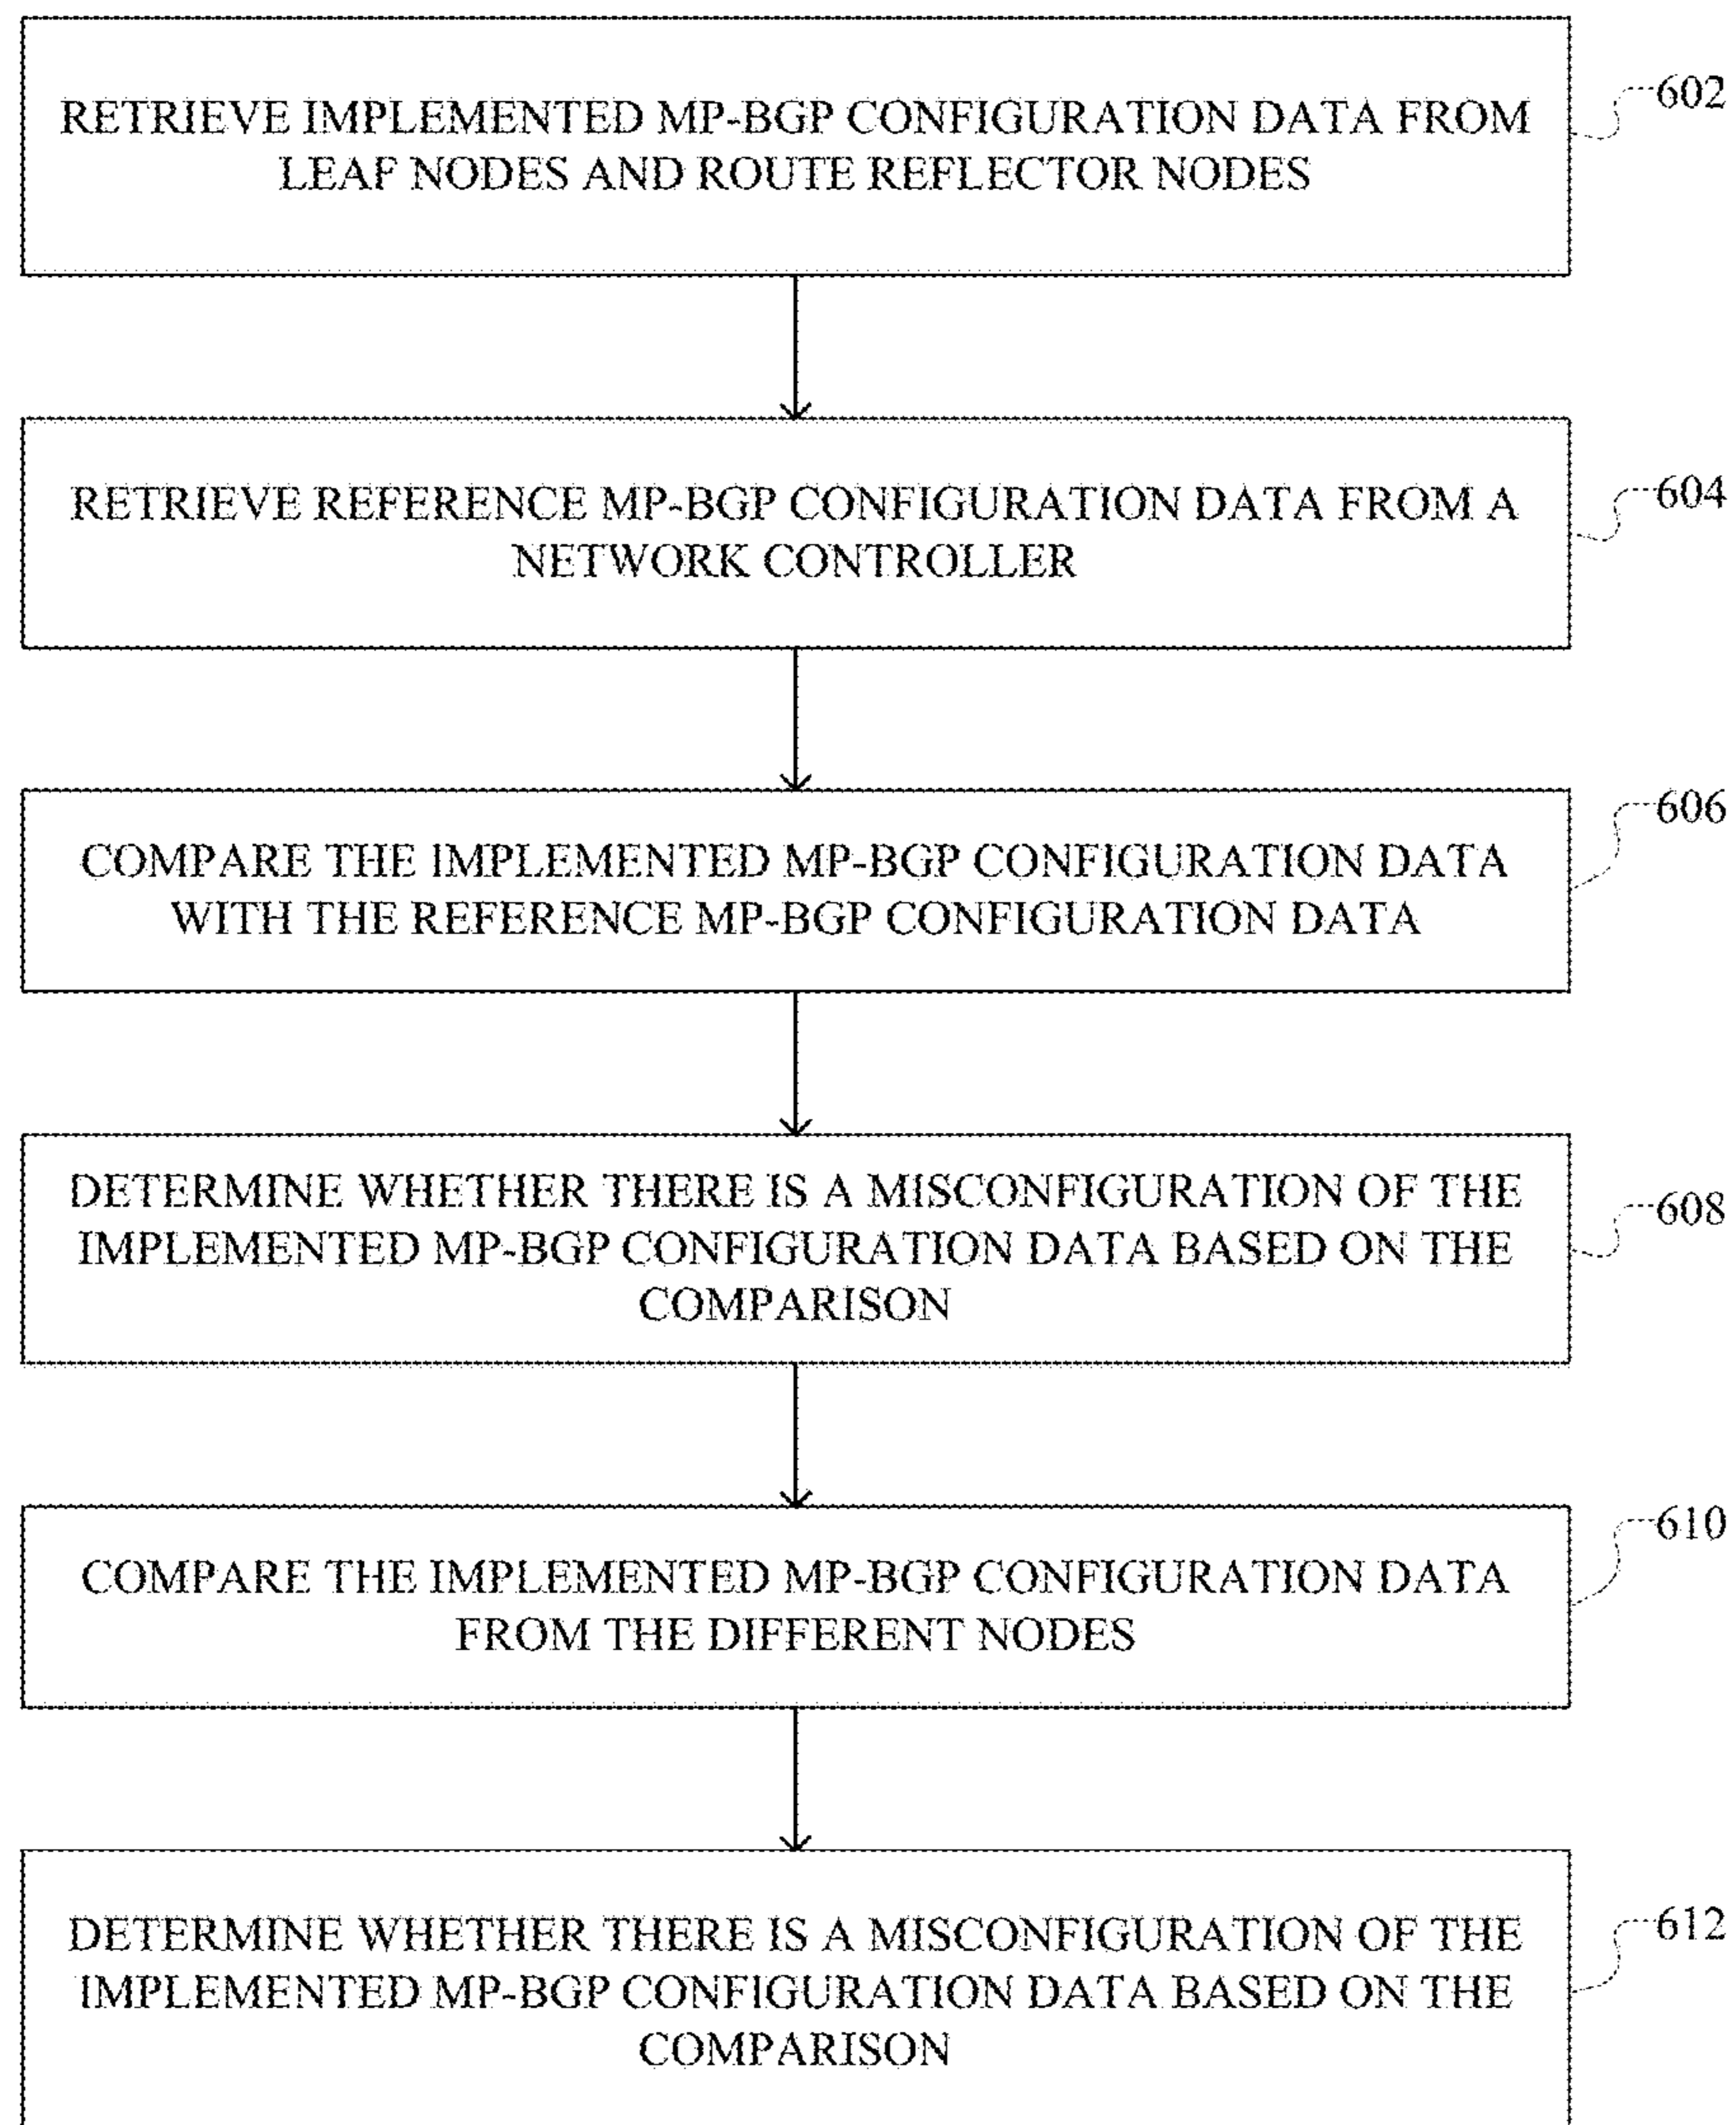 RETRIEVE IMPLEMENTED MP-BGP CONFIGURATION DATA FROM
LEAF NODES AND ROUTE REFLECTOR NODES
602
RETRIEVE REFERENCE MP-BGP CONFIGURATION DATA FROM A
NETWORK CONTROLLER
604
COMPARE THE IMPLEMENTED MP-BGP CONFIGURATION DATA
WITH THE REFERENCE MP-BGP CONFIGURATION DATA
606
DETERMINE WHETHER THERE IS A MISCONFIGURATION OF THE
IMPLEMENTED MP-BGP CONFIGURATION DATA BASED ON THE
COMPARISON
608
COMPARE THE IMPLEMENTED MP-BGP CONFIGURATION DATA
FROM THE DIFFERENT NODES
610
DETERMINE WHETHER THERE IS A MISCONFIGURATION OF THE
IMPLEMENTED MP-BGP CONFIGURATION DATA BASED ON THE
COMPARISON
612